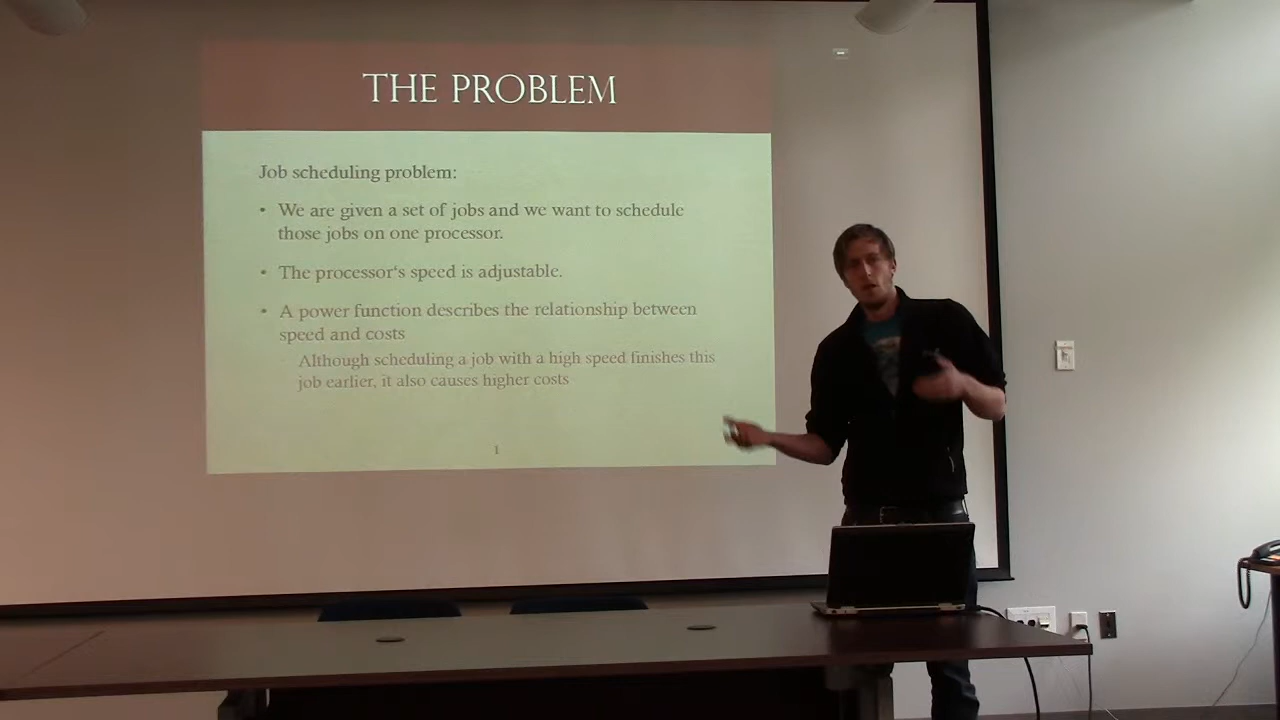 THE PROBLEM
Job scheduling problem:
• We are given a set of jobs and we want to schedule
those jobs on one processor.
• The processor's speed is adjustable.
• A power function describes the relationship between
speed and costs
Although scheduling a job with a high speed finishes this
job earlier, it also causes higher costs
1